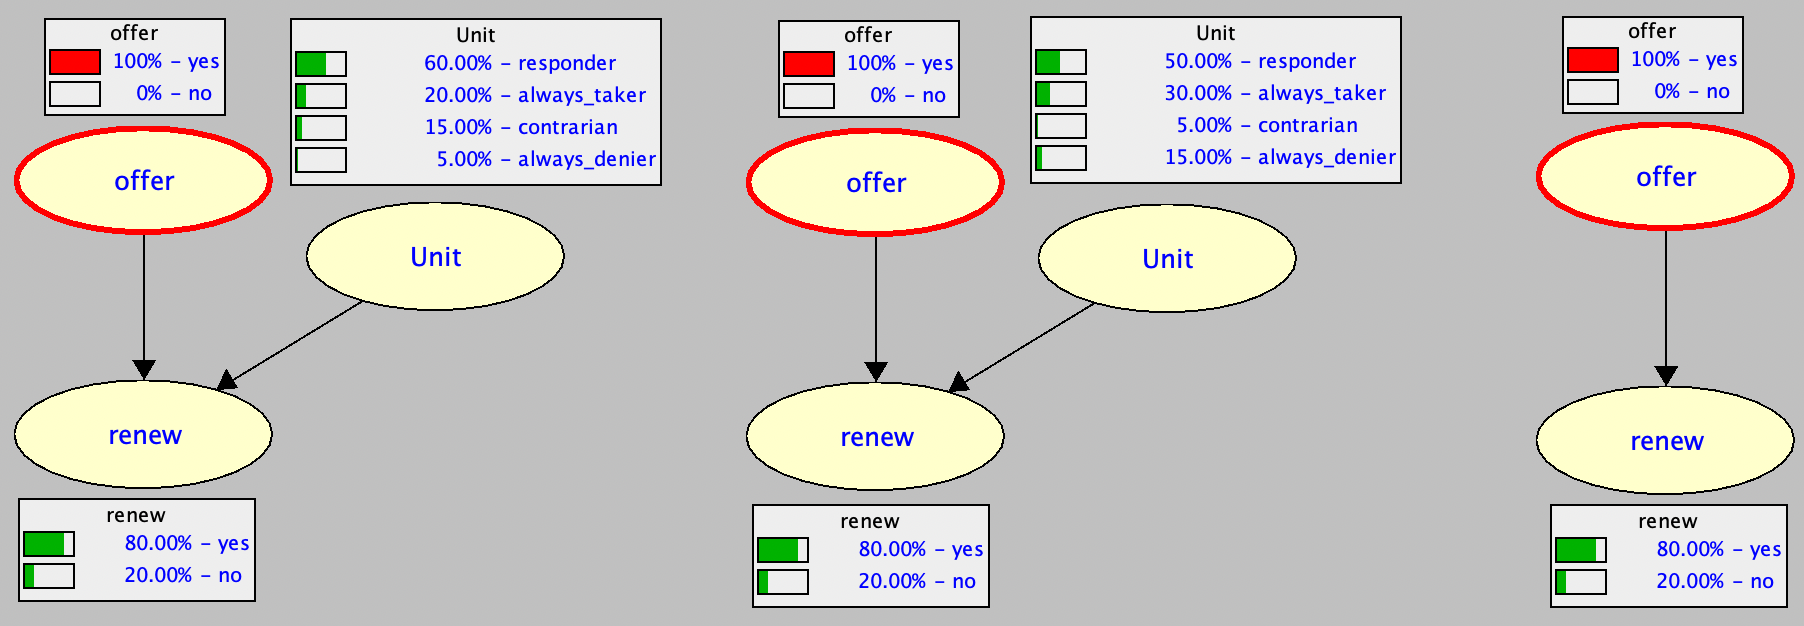 offer
100% - yes
0% - no
Unit
60.00% - responder
20.00% - always_taker
15.00% - contrarian
5.00% - always_denier
offer
Unit
renew
renew
80.00% - yes
20.00% - no
offer
100% - yes
0% - no
Unit
50.00% - responder
30.00% - always_taker
5.00% - contrarian
15.00% - always_denier
offer
Unit
renew
renew
80.00% - yes
20.00% - no
offer
100% - yes
0% - no
offer
renew
renew
80.00% - yes
20.00% - no